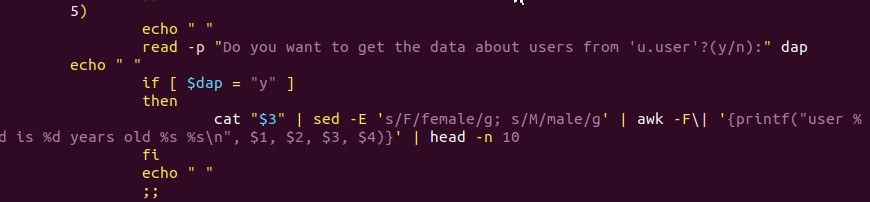 5)
echo " "
read -p "Do you want to get the data about users from 'u.user'?(y/n):" dap
echo " "
if [ $dap = "y" ]
then
cat "$3" | sed -E 's/F/female/g; s/M/male/g' | awk -F\| '{printf("user %
d is %d years old %s %s\n", $1, $2, $3, $4)}' | head -n 10
fi
echo " "
;;